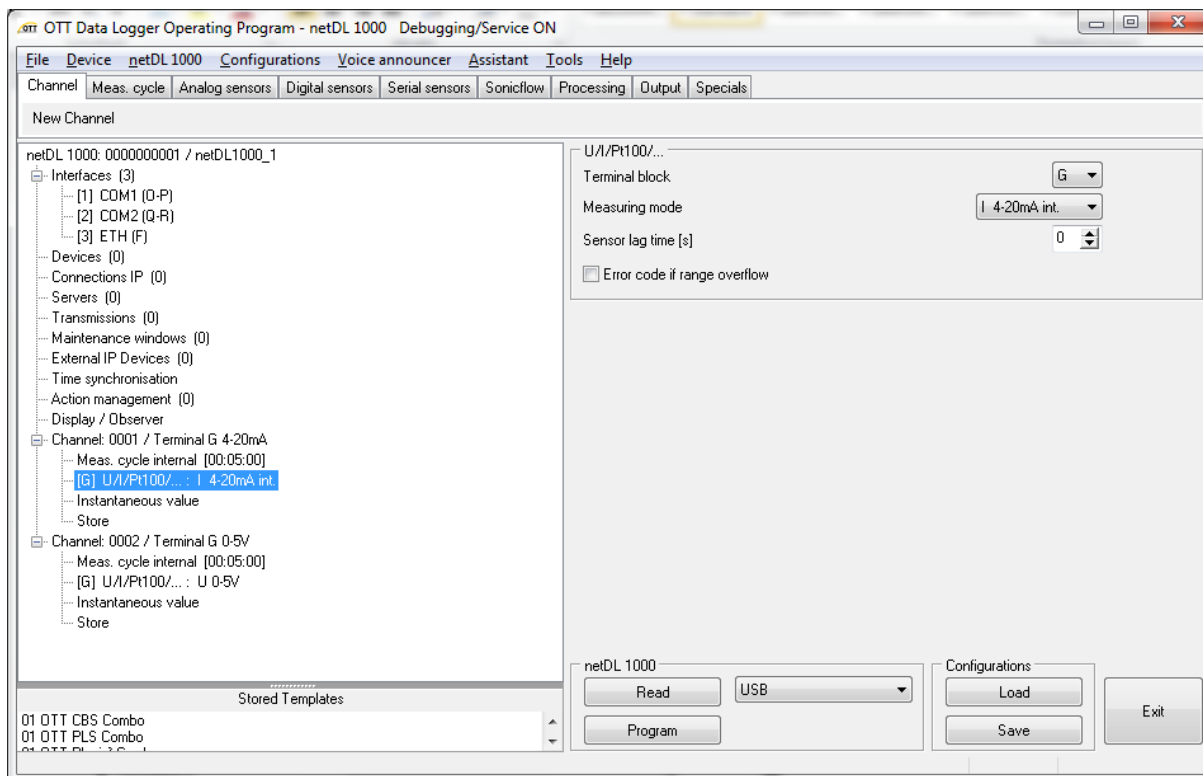 OTT Data Logger Operating Program - netDL 1000   Debugging/Service ON
File Device netDL 1000 Configurations Voice announcer Assistant Tools Help
Channel Meas. cycle Analog sensors Digital sensors Serial sensors Sonicflow Processing Output Specials
New Channel
netDL 1000: 0000000001 / netDL1000_1
Interfaces (3)
[1] COM1 (O-P)
[2] COM2 (Q-R)
[3] ETH (F)
Devices (0)
Connections IP (0)
Servers (0)
Transmissions (0)
Maintenance windows (0)
External IP Devices (0)
Time synchronisation
Action management (0)
Display / Observer
Channel: 0001 / Terminal G 4-20mA
Meas. cycle internal [00:05:00]
[G] U/I/Pt100/... : I 4-20mA int.
Instantaneous value
Store
Channel: 0002 / Terminal G 0-5V
Meas. cycle internal [00:05:00]
[G] U/I/Pt100/... : U 0-5V
Instantaneous value
Store
Stored Templates
01 OTT CBS Combo
01 OTT PLS Combo
U/I/Pt100/...
Terminal block G
Measuring mode I 4-20mA int.
Sensor lag time [s] 0
Error code if range overflow
netDL 1000
Read USB
Program
Configurations
Load
Save
Exit